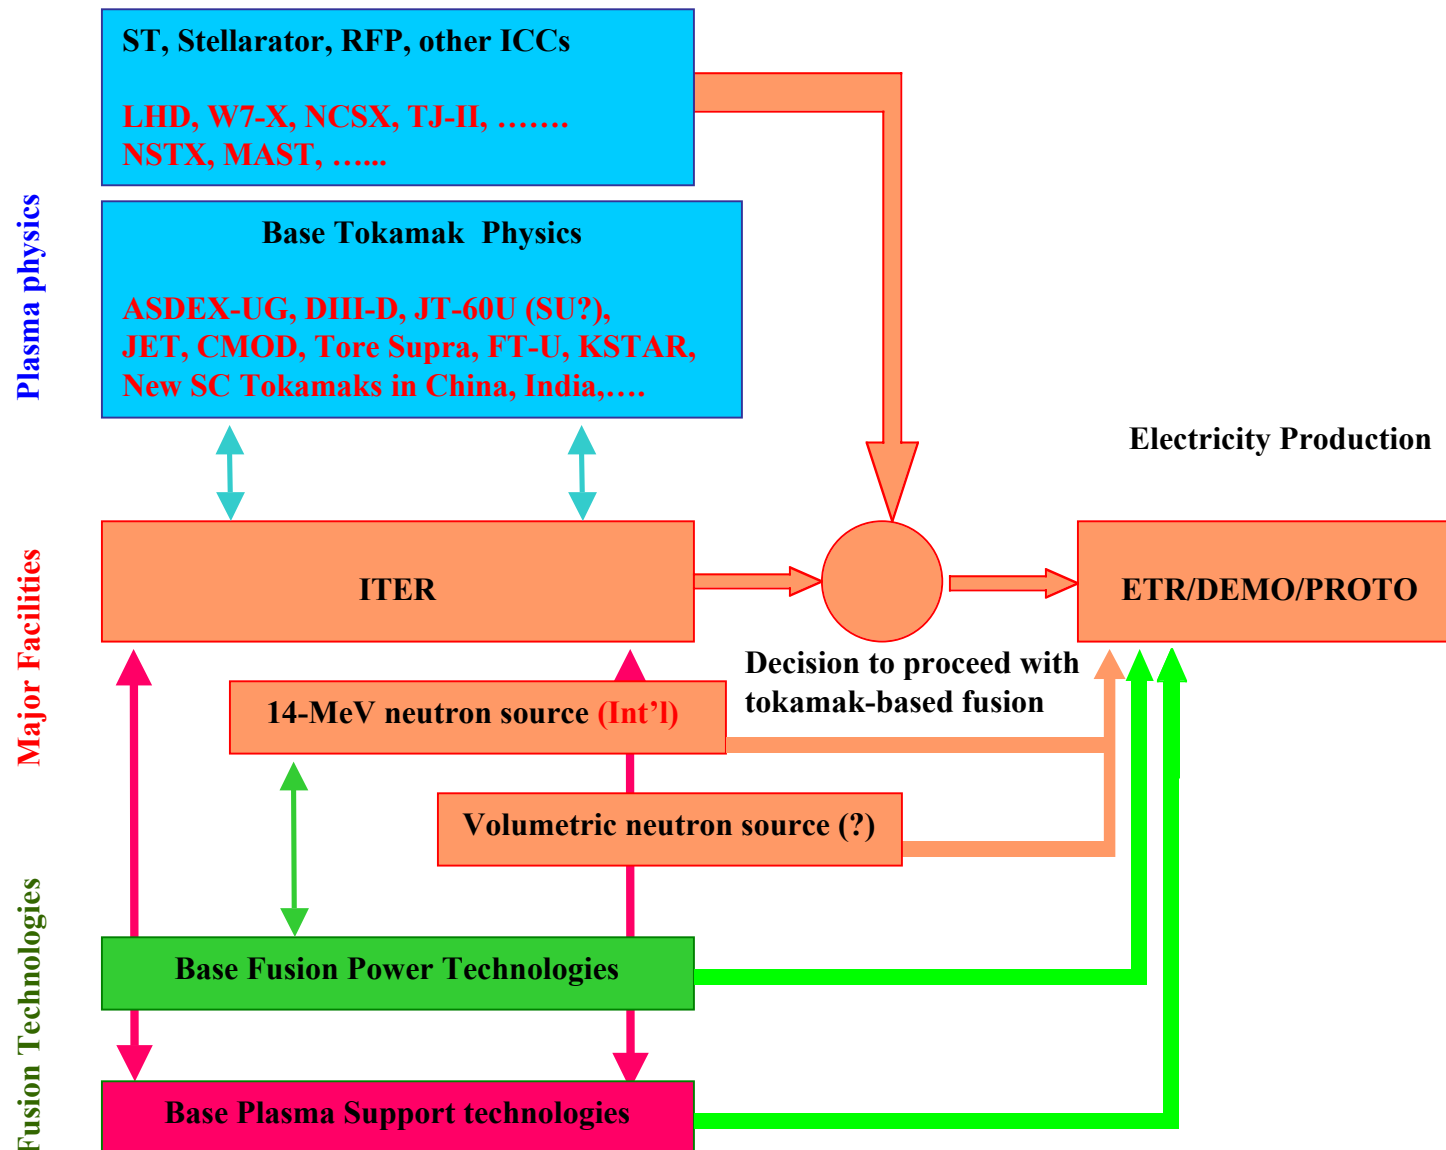 ST, Stellarator, RFP, other ICCs
LHD, W7-X, NCSX, TJ-II, …….
NSTX, MAST, …...
Plasma physics
Base Tokamak Physics
ASDEX-UG, DIII-D, JT-60U (SU?),
JET, CMOD, Tore Supra, FT-U, KSTAR,
New SC Tokamaks in China, India,….
Electricity Production
Major Facilities
ITER
ETR/DEMO/PROTO
Decision to proceed with
tokamak-based fusion
14-MeV neutron source (Int’l)
Volumetric neutron source (?)
Fusion Technologies
Base Fusion Power Technologies
Base Plasma Support technologies